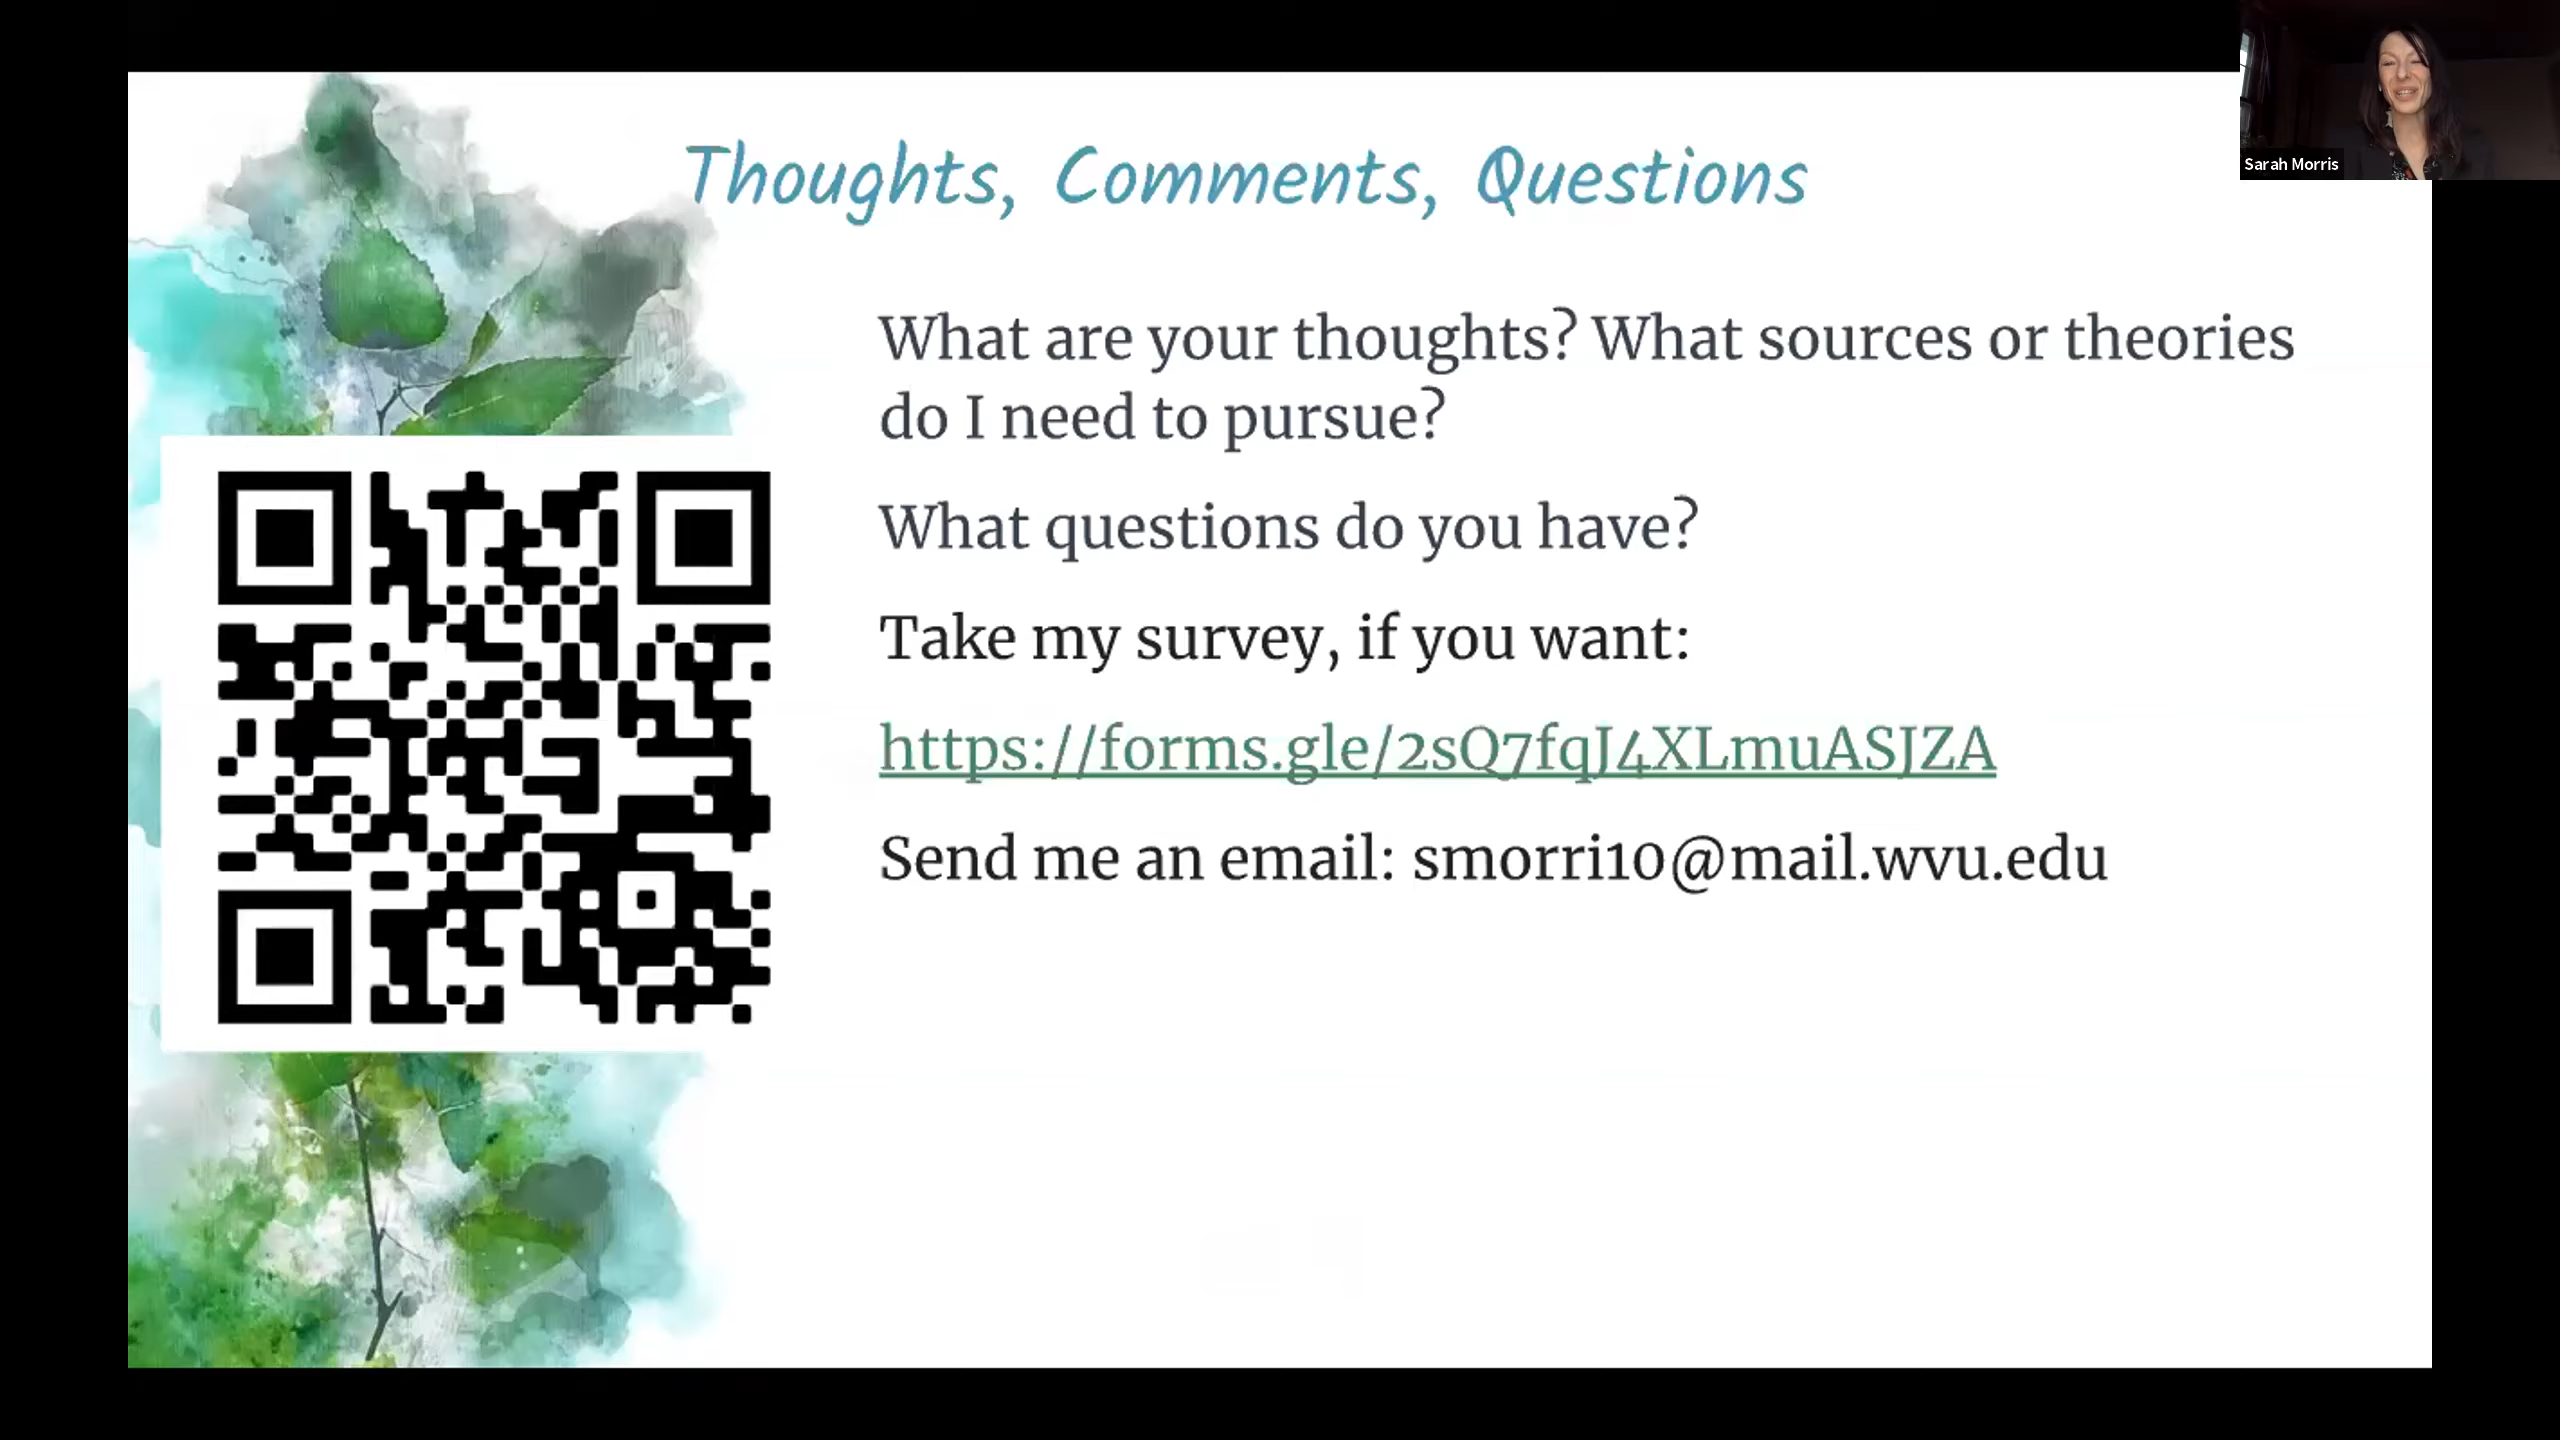 Thoughts, Comments, Questions
Sarah Morris
What are your thoughts? What sources or theories
do I need to pursue?
What questions do you have?
Take my survey, if you want:
https://forms.gle/2sQ7fqJ4XLmuASJZA
Send me an email: smorri10@mail.wvu.edu